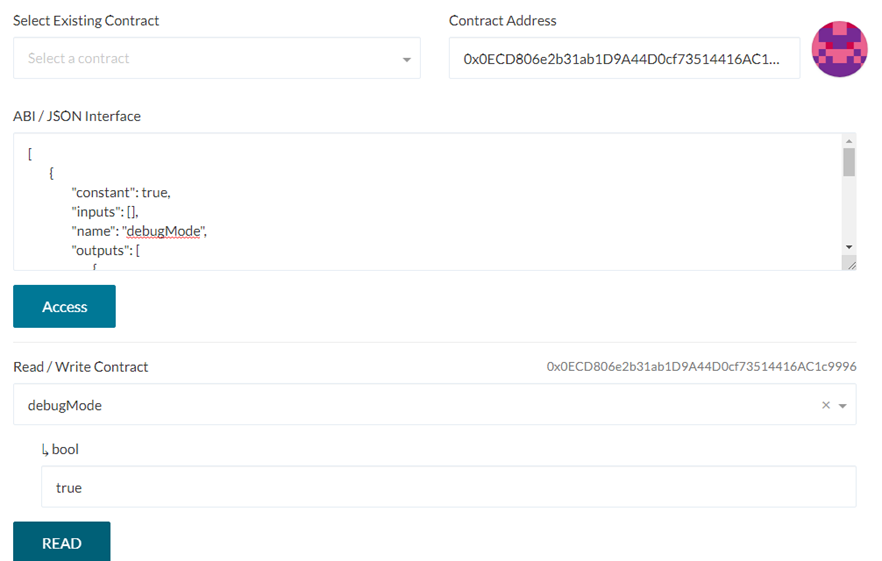 Select Existing Contract
Contract Address
Select a contract
0x0ECD806e2b31ab1D9A44D0cf73514416AC1...
ABI / JSON Interface
[
{
"constant": true,
"inputs": [],
"name": "debugMode",
"outputs": [
{
Access
Read / Write Contract
0x0ECD806e2b31ab1D9A44D0cf73514416AC1c9996
debugMode
↳ bool
true
READ